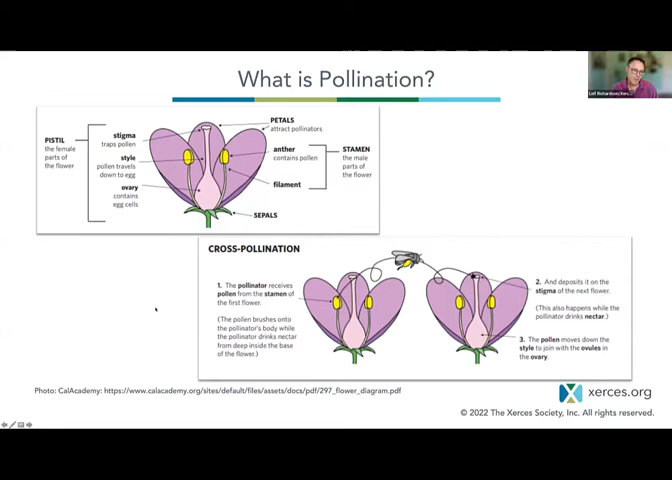 What is Pollination?
Leif Richardson/Xerces...
PISTIL
the female
parts of
the flower
stigma
traps pollen
style
pollen travels
down to egg
ovary
contains
egg cells
PETALS
attract pollinators
anther
contains pollen
filament
STAMEN
the male
parts of
the flower
SEPALS
CROSS-POLLINATION
1. The pollinator receives
pollen from the stamen of
the first flower.
(The pollen brushes onto
the pollinator's body while
the pollinator drinks nectar
from deep inside the base
of the flower.)
2. And deposits it on the
stigma of the next flower.
(This also happens while the
pollinator drinks nectar.)
3. The pollen moves down the
style to join with the ovules in
the ovary.
Photo: CalAcademy: https://www.calacademy.org/sites/default/files/assets/docs/pdf/297_flower_diagram.pdf
xerces.org
© 2022 The Xerces Society, Inc. All rights reserved.